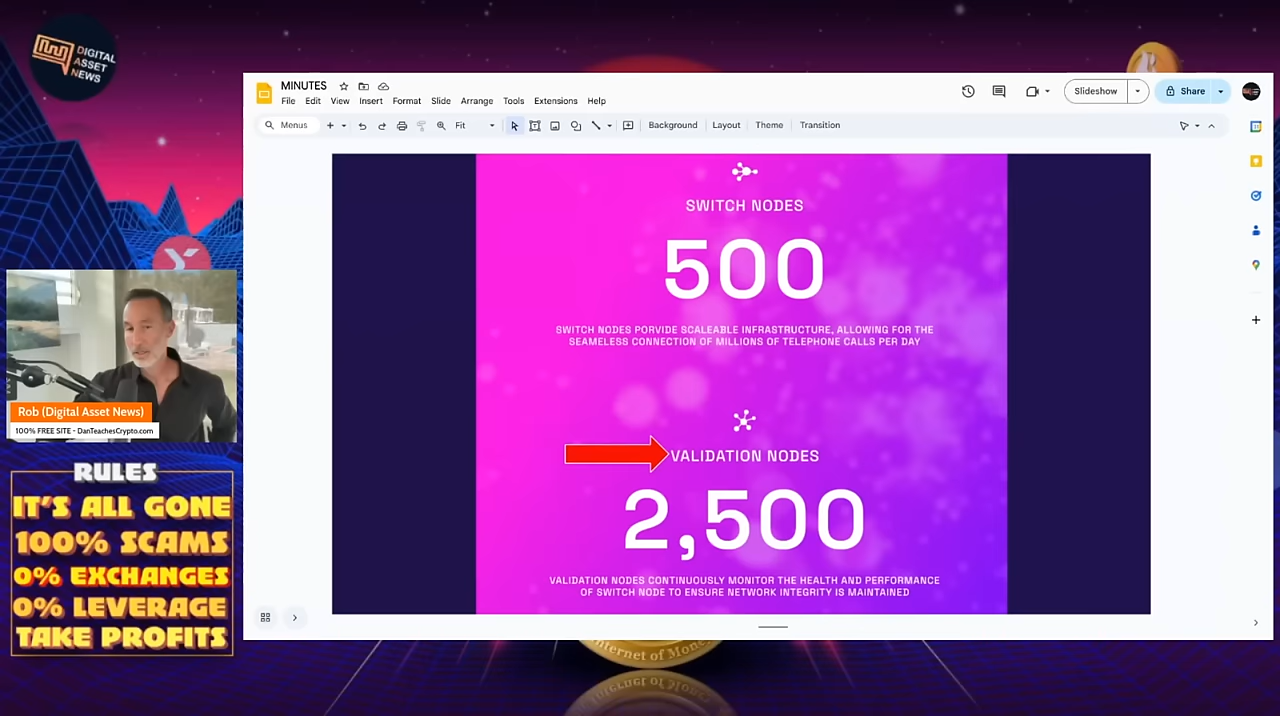 DIGITAL
ASSET
NEWS
MINUTES
File Edit View Insert Format Slide Arrange Tools Extensions Help
Slideshow
Share
Menus
Fit
Background Layout Theme Transition
SWITCH NODES
500
SWITCH NODES PORVIDE SCALEABLE INFRASTRUCTURE, ALLOWING FOR THE
SEAMLESS CONNECTION OF MILLIONS OF TELEPHONE CALLS PER DAY
VALIDATION NODES
2,500
VALIDATION NODES CONTINUOUSLY MONITOR THE HEALTH AND PERFORMANCE
OF SWITCH NODE TO ENSURE NETWORK INTEGRITY IS MAINTAINED
Rob (Digital Asset News)
100% FREE SITE - DanTeachesCrypto.com
RULES
IT'S ALL GONE
100% SCAMS
0% EXCHANGES
0% LEVERAGE
TAKE PROFITS
Internet of Money